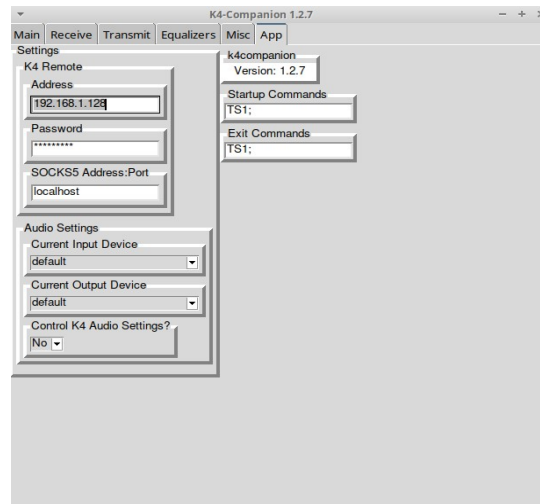 K4-Companion 1.2.7
Main Receive Transmit Equalizers Misc App
Settings
K4 Remote
Address
192.168.1.128
Password
*********
SOCKS5 Address:Port
localhost
Audio Settings
Current Input Device
default
Current Output Device
default
Control K4 Audio Settings?
No
k4companion
Version: 1.2.7
Startup Commands
TS1;
Exit Commands
TS1;